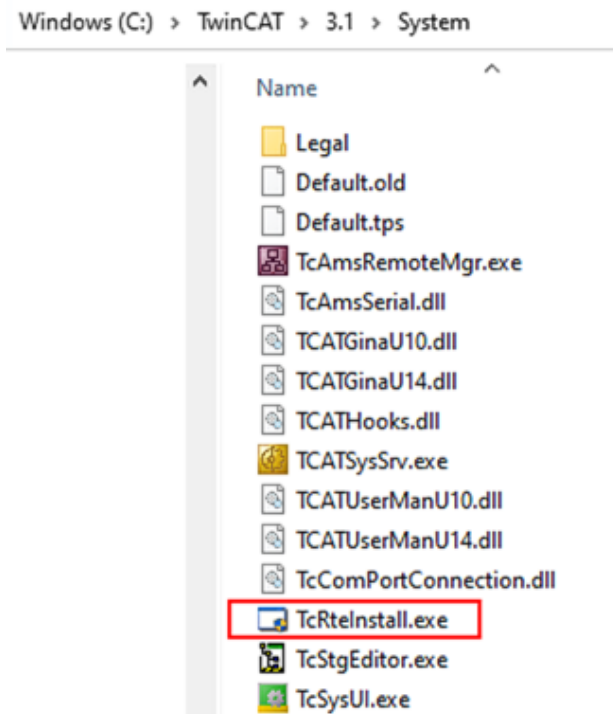 Windows (C:) > TwinCAT > 3.1 > System
Name
Legal
Default.old
Default.tps
TcAmsRemoteMgr.exe
TcAmsSerial.dll
TCATGinaU10.dll
TCATGinaU14.dll
TCATHooks.dll
TCATSysSrv.exe
TCATUserManU10.dll
TCATUserManU14.dll
TcComPortConnection.dll
TcRteInstall.exe
TcStgEditor.exe
TcSysUI.exe